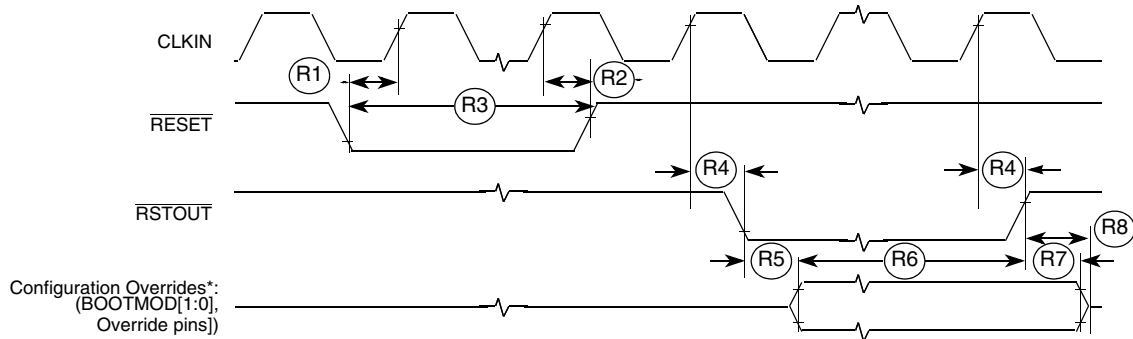 CLKIN
R1
R2
R3
RESET
R4
R4
RSTOUT
R8
R5
R6
R7
Configuration Overrides*:
(BOOTMOD[1:0],
Override pins])